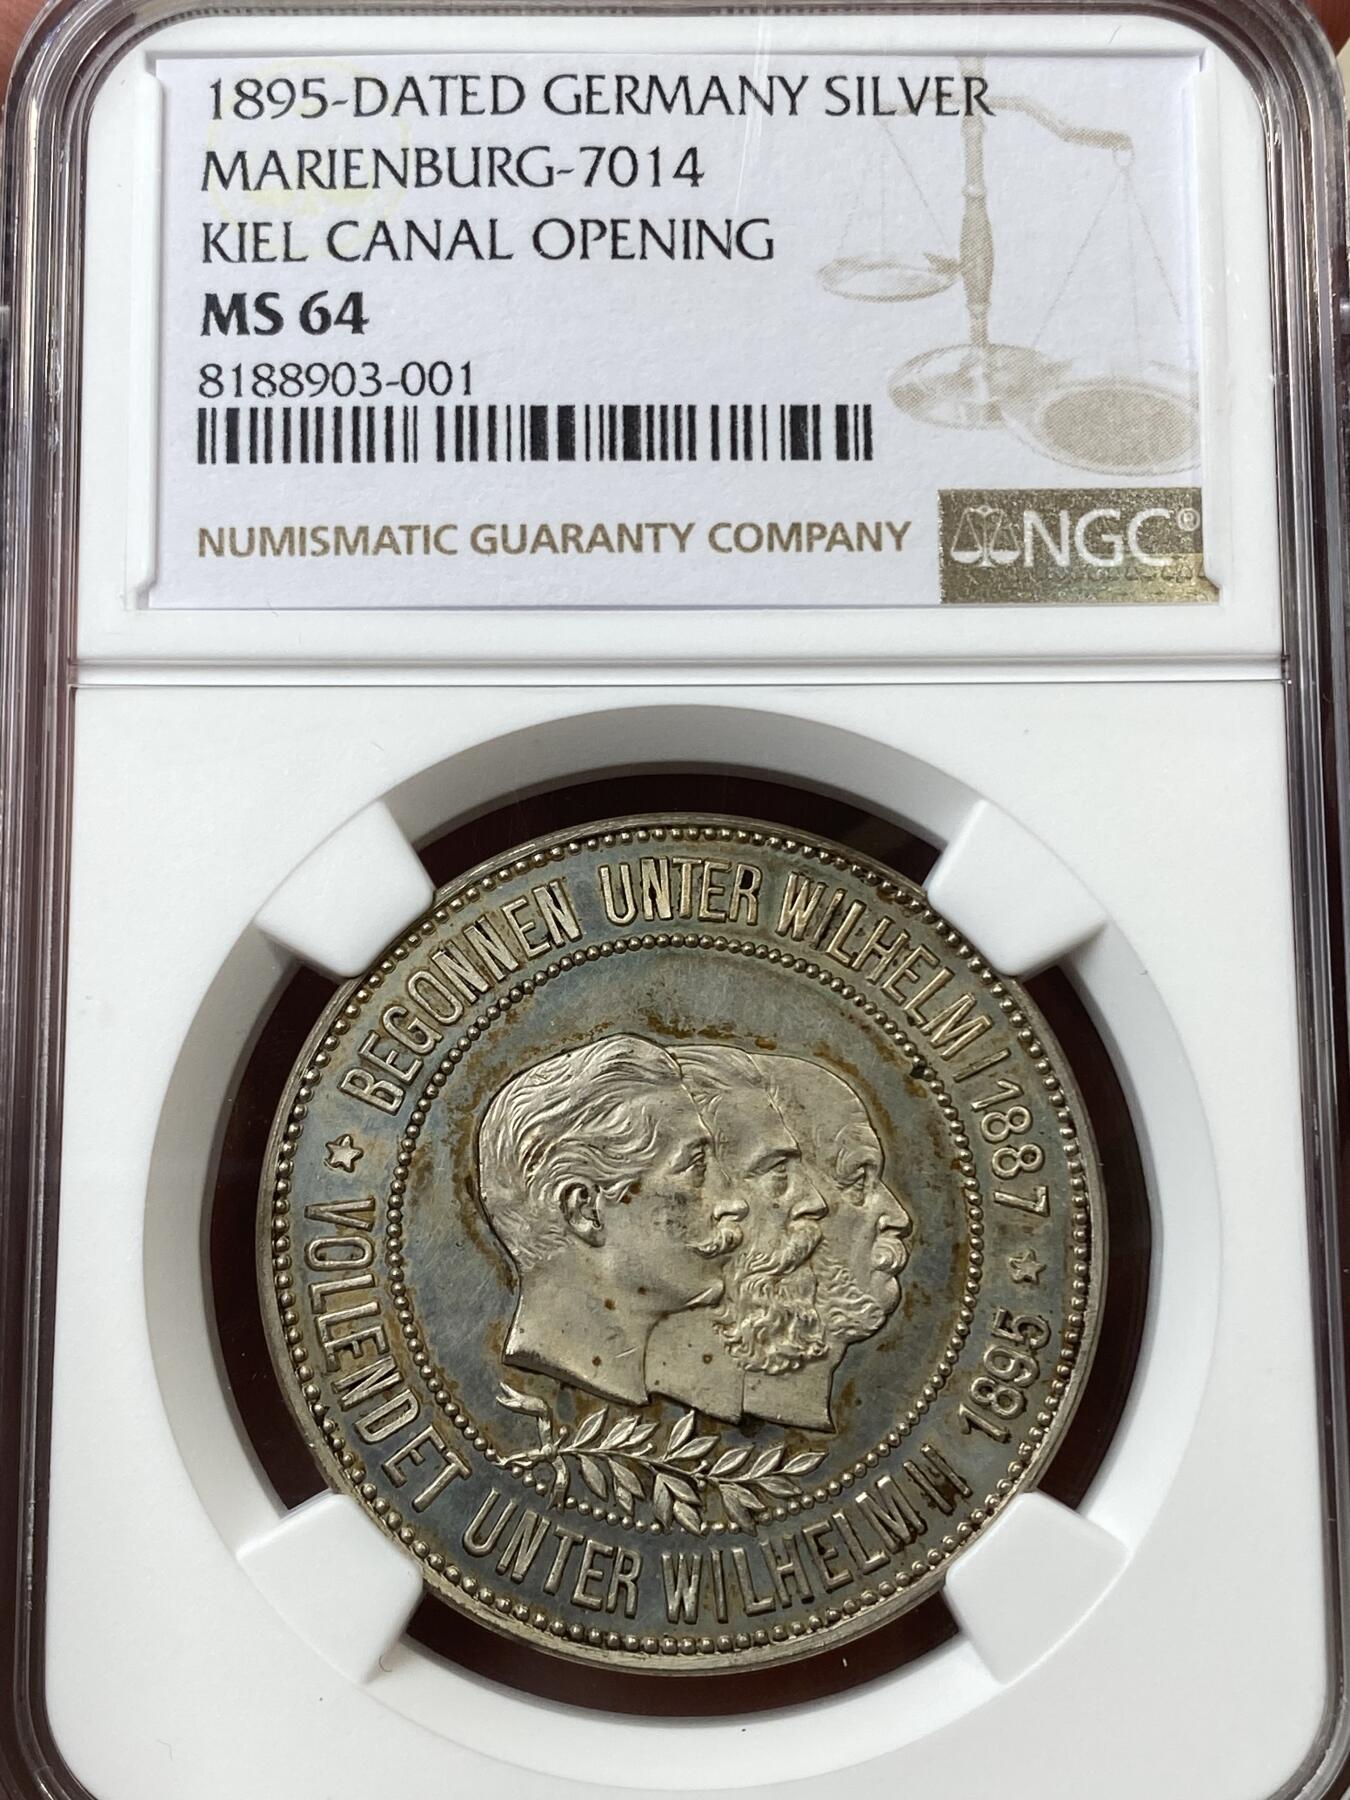 1895-DATED GERMANY SILVER
MARIENBURG-7014
KIEL CANAL OPENING
MS 64
8188903-001
NUMISMATIC GUARANTY COMPANY
NGC®
BEGONNEN UNTER WILHELM I 1887
VOLLENDET UNTER WILHELM II 1895